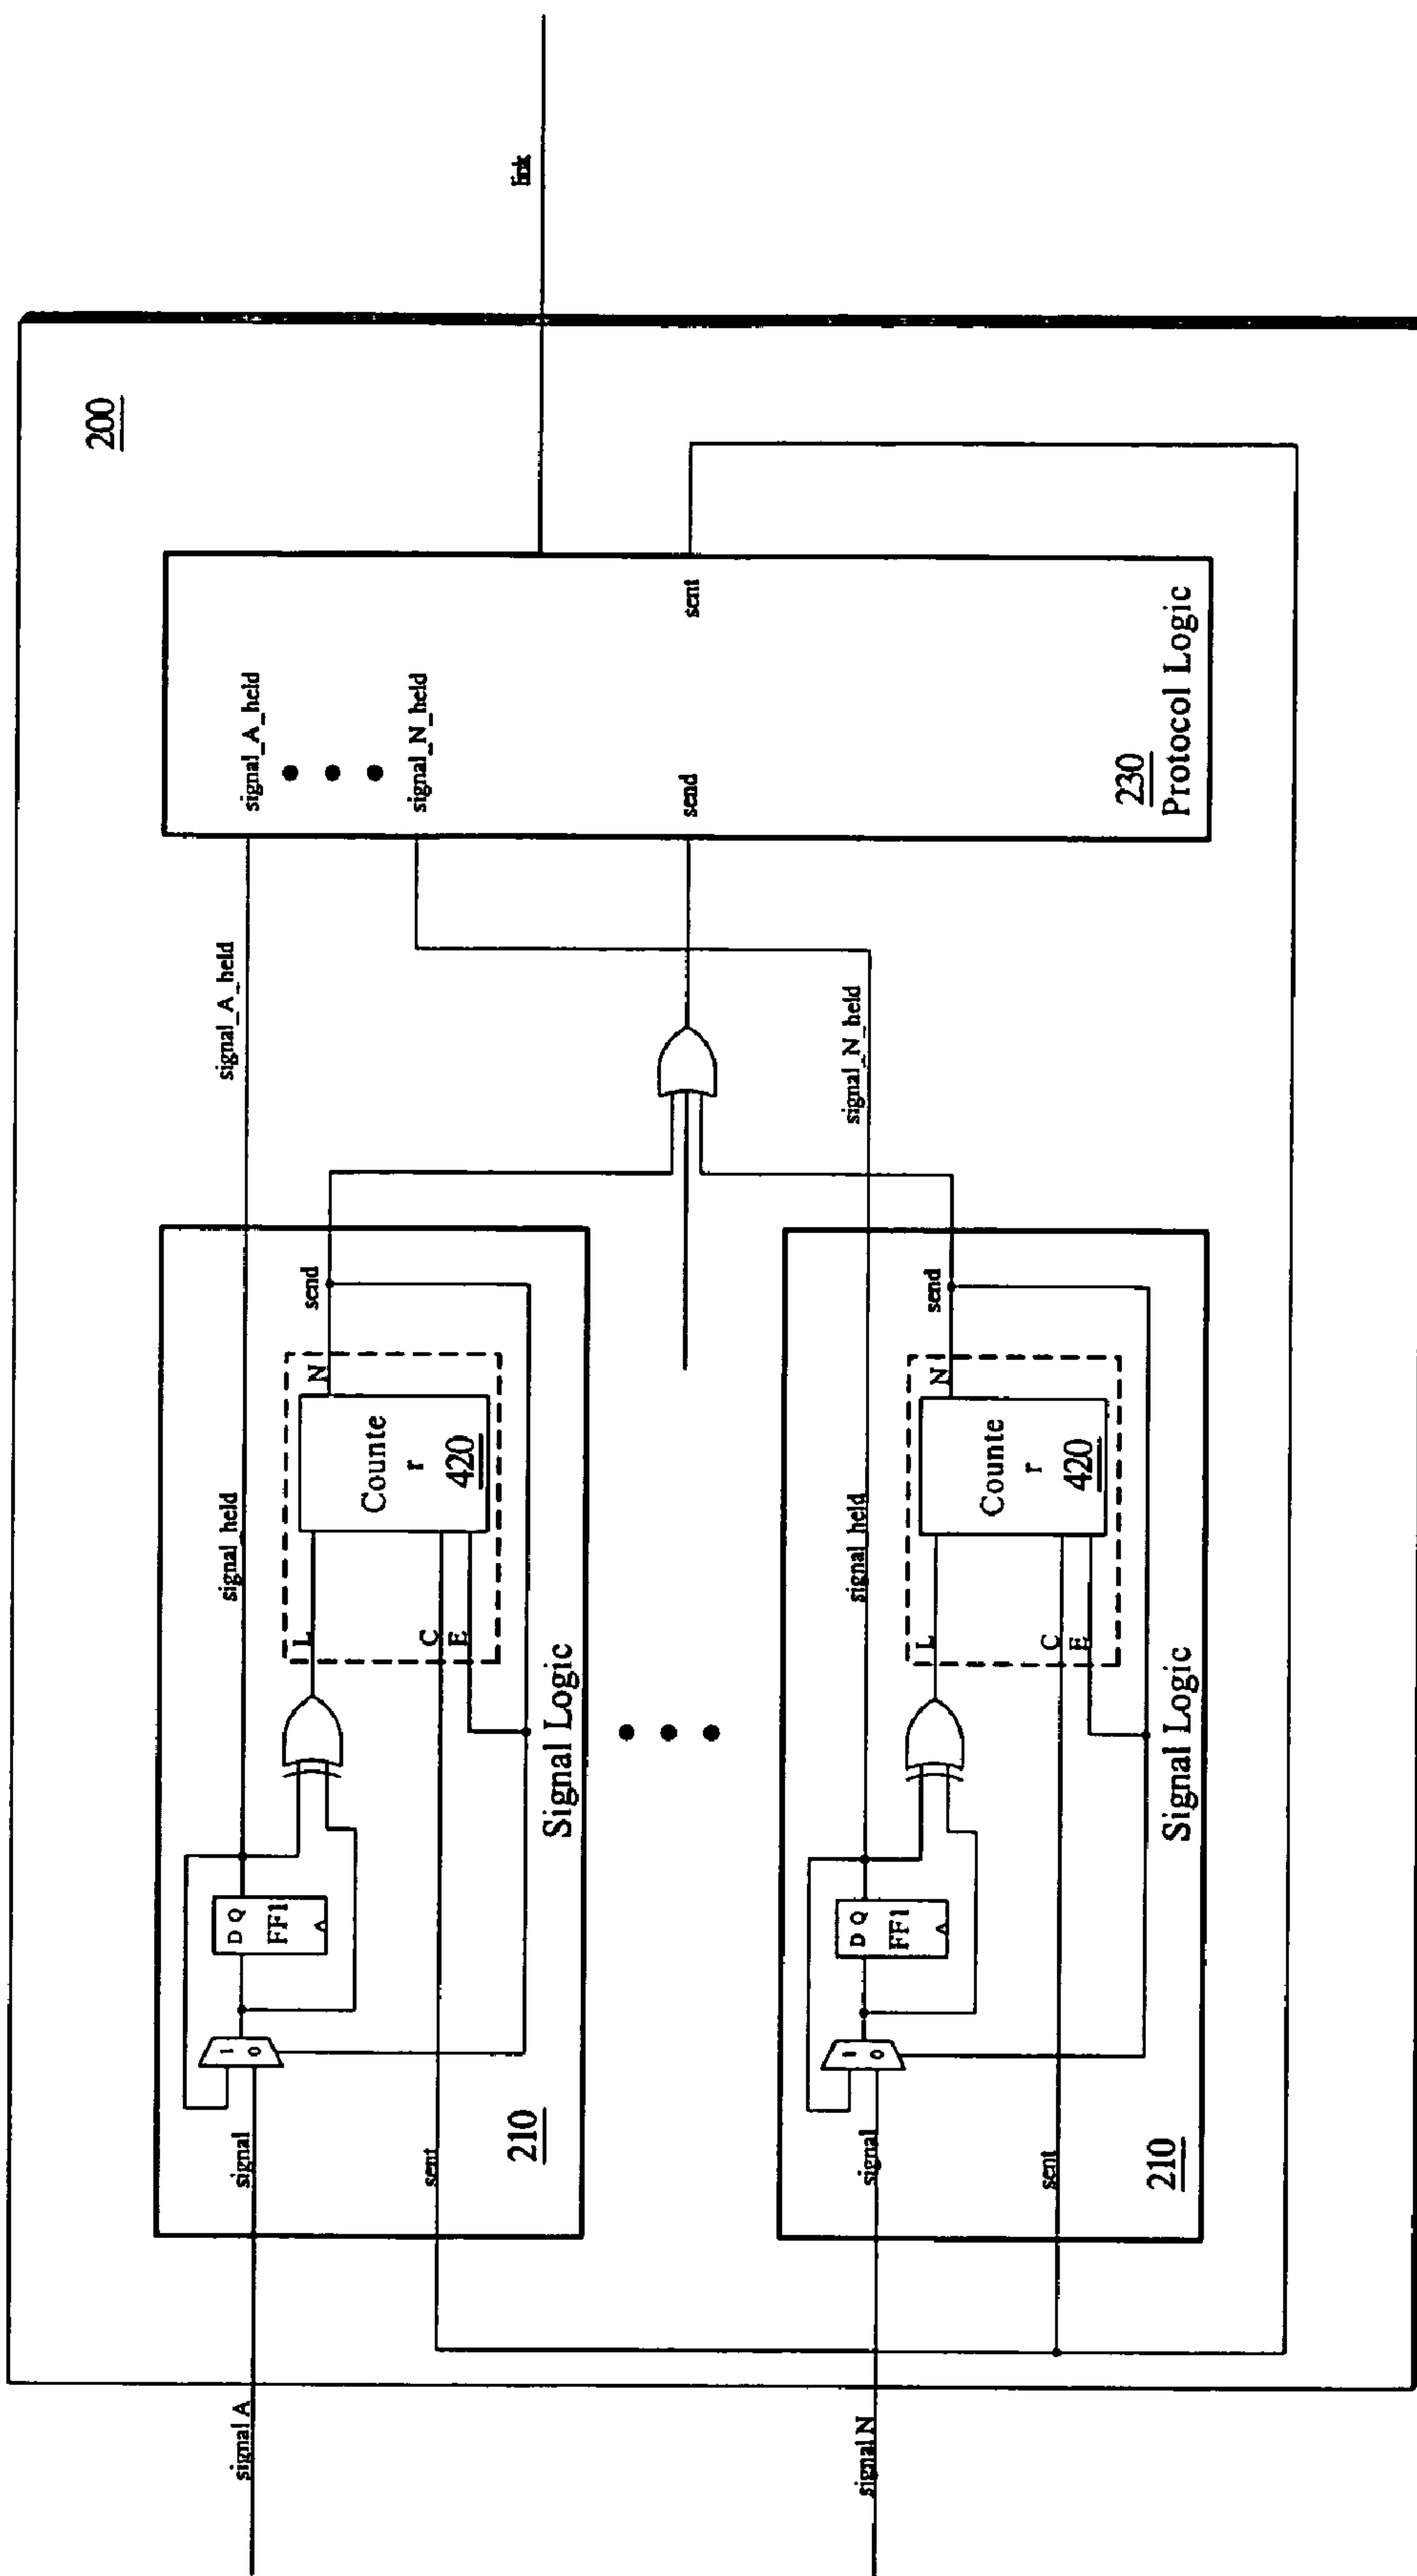 200
link
signal_A_held
signal_A_held
signal_N_held
send
sent
230
Protocol Logic
signal_N_held
signal A
signal
1
0
D Q
FF1
signal_held
L
C
E
Counte
r
420
N
send
sent
210
Signal Logic
signal N
signal
1
0
D Q
FF1
signal_held
L
C
E
Counte
r
420
N
send
sent
210
Signal Logic